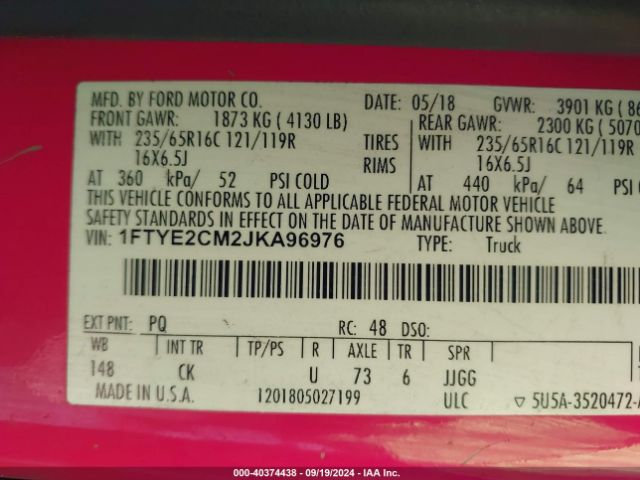 MFD. BY FORD MOTOR CO. DATE: 05/18 GVWR: 3901 KG ( 86
FRONT GAWR: 1873 KG ( 4130 LB) REAR GAWR: 2300 KG ( 5070
WITH 235/65R16C 121/119R TIRES WITH 235/65R16C 121/119R
16X6.5J RIMS 16X6.5J
AT 360 kPa/ 52 PSI COLD AT 440 kPa/ 64 PSI
THIS VEHICLE CONFORMS TO ALL APPLICABLE FEDERAL MOTOR VEHICLE
SAFETY STANDARDS IN EFFECT ON THE DATE OF MANUFACTURE SHOWN ABOVE.
VIN: 1FTYE2CM2JKA96976 TYPE: Truck
EXT PNT: PQ RC: 48 DSO:
WB INT TR TP/PS R AXLE TR SPR
148 CK U 73 6 JJGG
MADE IN U.S.A. 1201805027199 ULC ▽ 5U5A-3520472-A
000-40374438 - 09/19/2024 - IAA Inc.